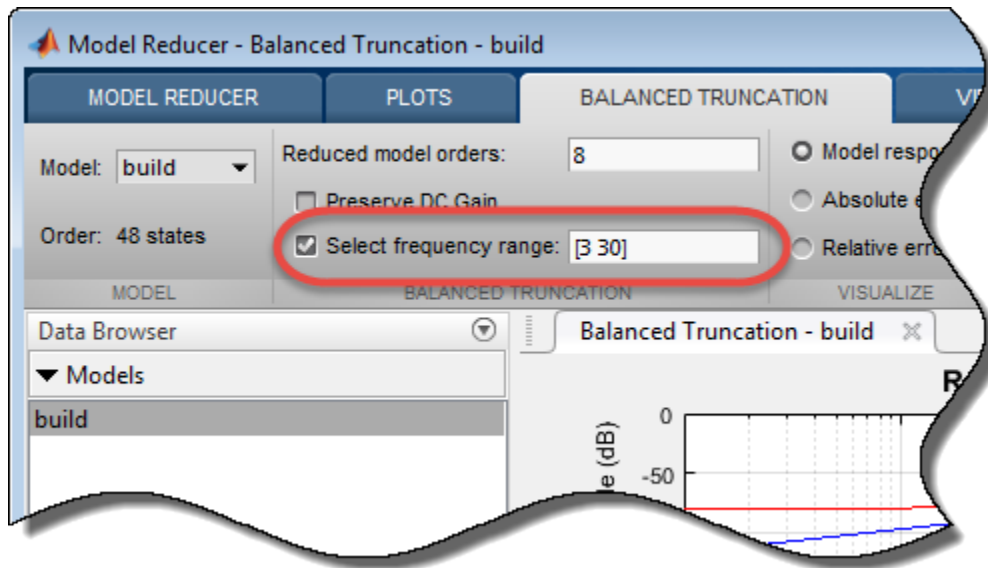 Model Reducer - Balanced Truncation - build
MODEL REDUCER
PLOTS
BALANCED TRUNCATION
Model: build
Order: 48 states
MODEL
Reduced model orders: 8
Preserve DC Gain
Select frequency range: [3 30]
BALANCED TRUNCATION
Model
Absolute
Relative
VISUALIZE
Data Browser
Models
build
Balanced Truncation - build
(dB)
0
-50